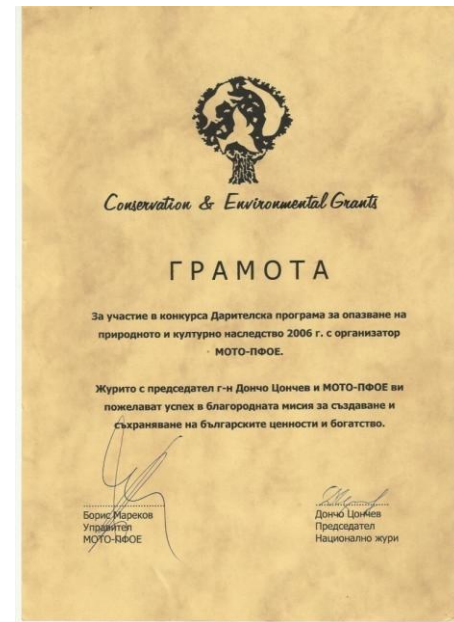 Conservation & Environmental Grants
ГРАМОТА
За участие в конкурса Дарителска програма за опазване на
природното и културно наследство 2006 г. с организатор
МОТО-ПФОЕ.
Журито с председател г-н Дончо Цончев и МОТО-ПФОЕ ви
пожелават успех в благородната мисия за създаване и
съхраняване на българските ценности и богатство.
Борис Мареков
Управител
МОТО-ПФОЕ
Дончо Цончев
Председател
Национално жури